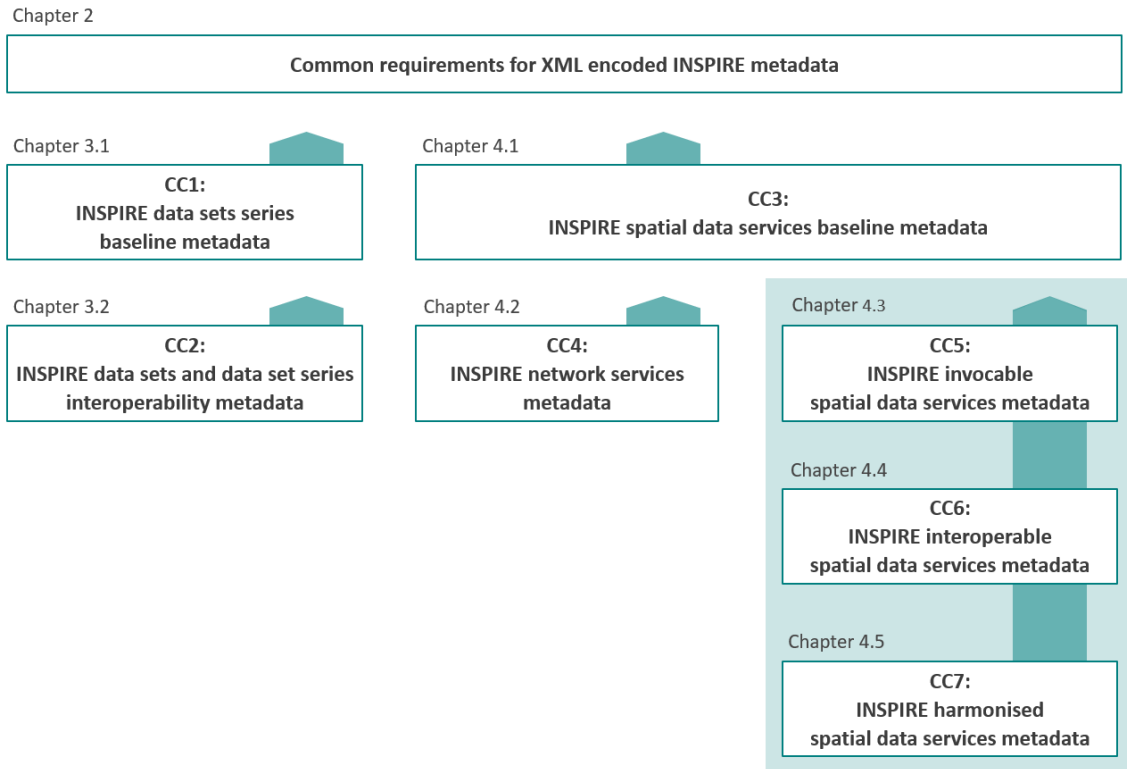 Chapter 2
Common requirements for XML encoded INSPIRE metadata
Chapter 3.1
CC1:
INSPIRE data sets series
baseline metadata
Chapter 4.1
CC3:
INSPIRE spatial data services baseline metadata
Chapter 3.2
CC2:
INSPIRE data sets and data set series
interoperability metadata
Chapter 4.2
CC4:
INSPIRE network services
metadata
Chapter 4.3
CC5:
INSPIRE invocable
spatial data services metadata
Chapter 4.4
CC6:
INSPIRE interoperable
spatial data services metadata
Chapter 4.5
CC7:
INSPIRE harmonised
spatial data services metadata